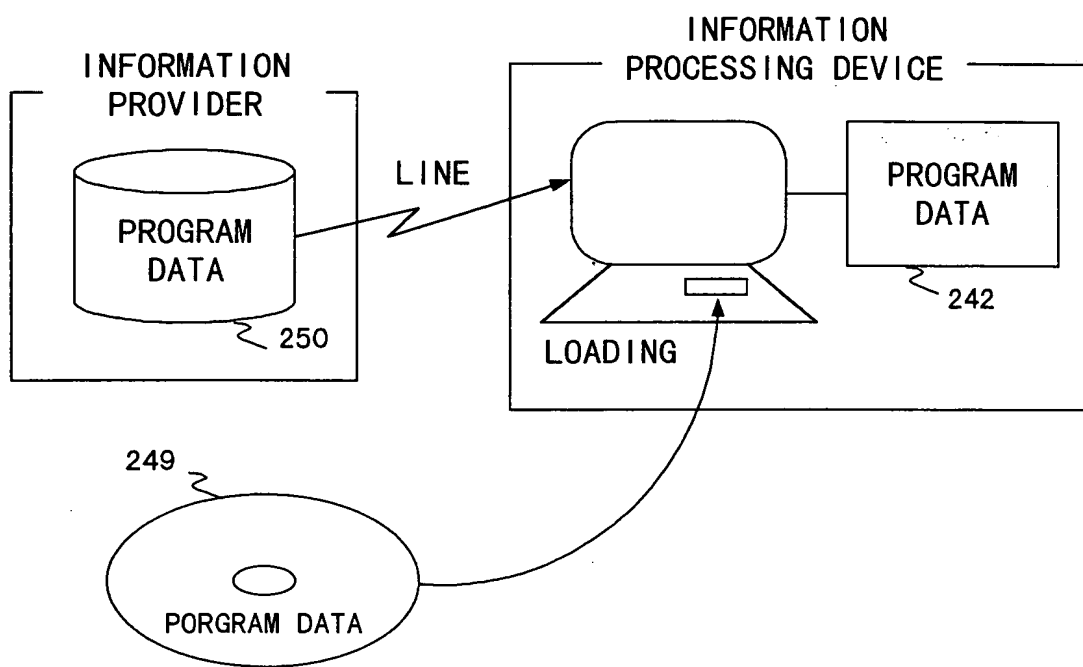 INFORMATION
PROVIDER
PROGRAM
DATA
250
LINE
INFORMATION
PROCESSING DEVICE
PROGRAM
DATA
242
LOADING
249
PORGRAM DATA